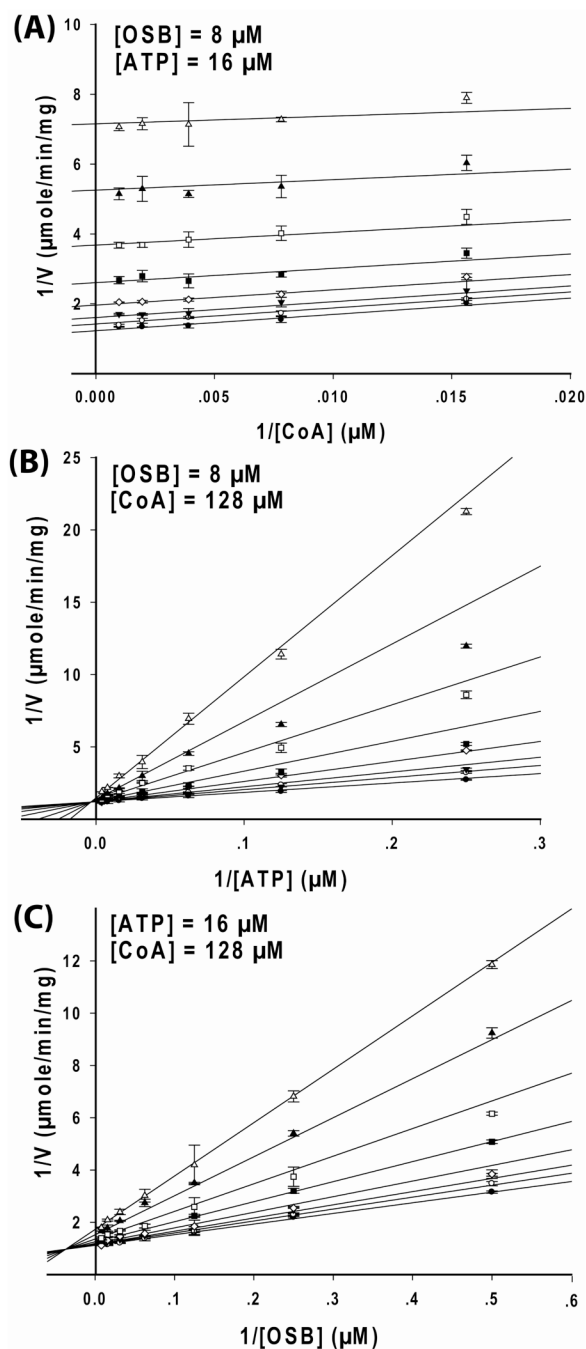 (A)
[OSB] = 8 µM
[ATP] = 16 µM
10
8
6
4
2
1/V (µmole/min/mg)
0.000 .005 .010 .015 .020
1/[CoA] (µM)
(B)
[OSB] = 8 µM
[CoA] = 128 µM
25
20
15
10
5
1/V (µmole/min/mg)
0.0 .1 .2 .3
1/[ATP] (µM)
(C)
[ATP] = 16 µM
[CoA] = 128 µM
12
10
8
6
4
2
1/V (µmole/min/mg)
0.0 .1 .2 .3 .4 .5 .6
1/[OSB] (µM)